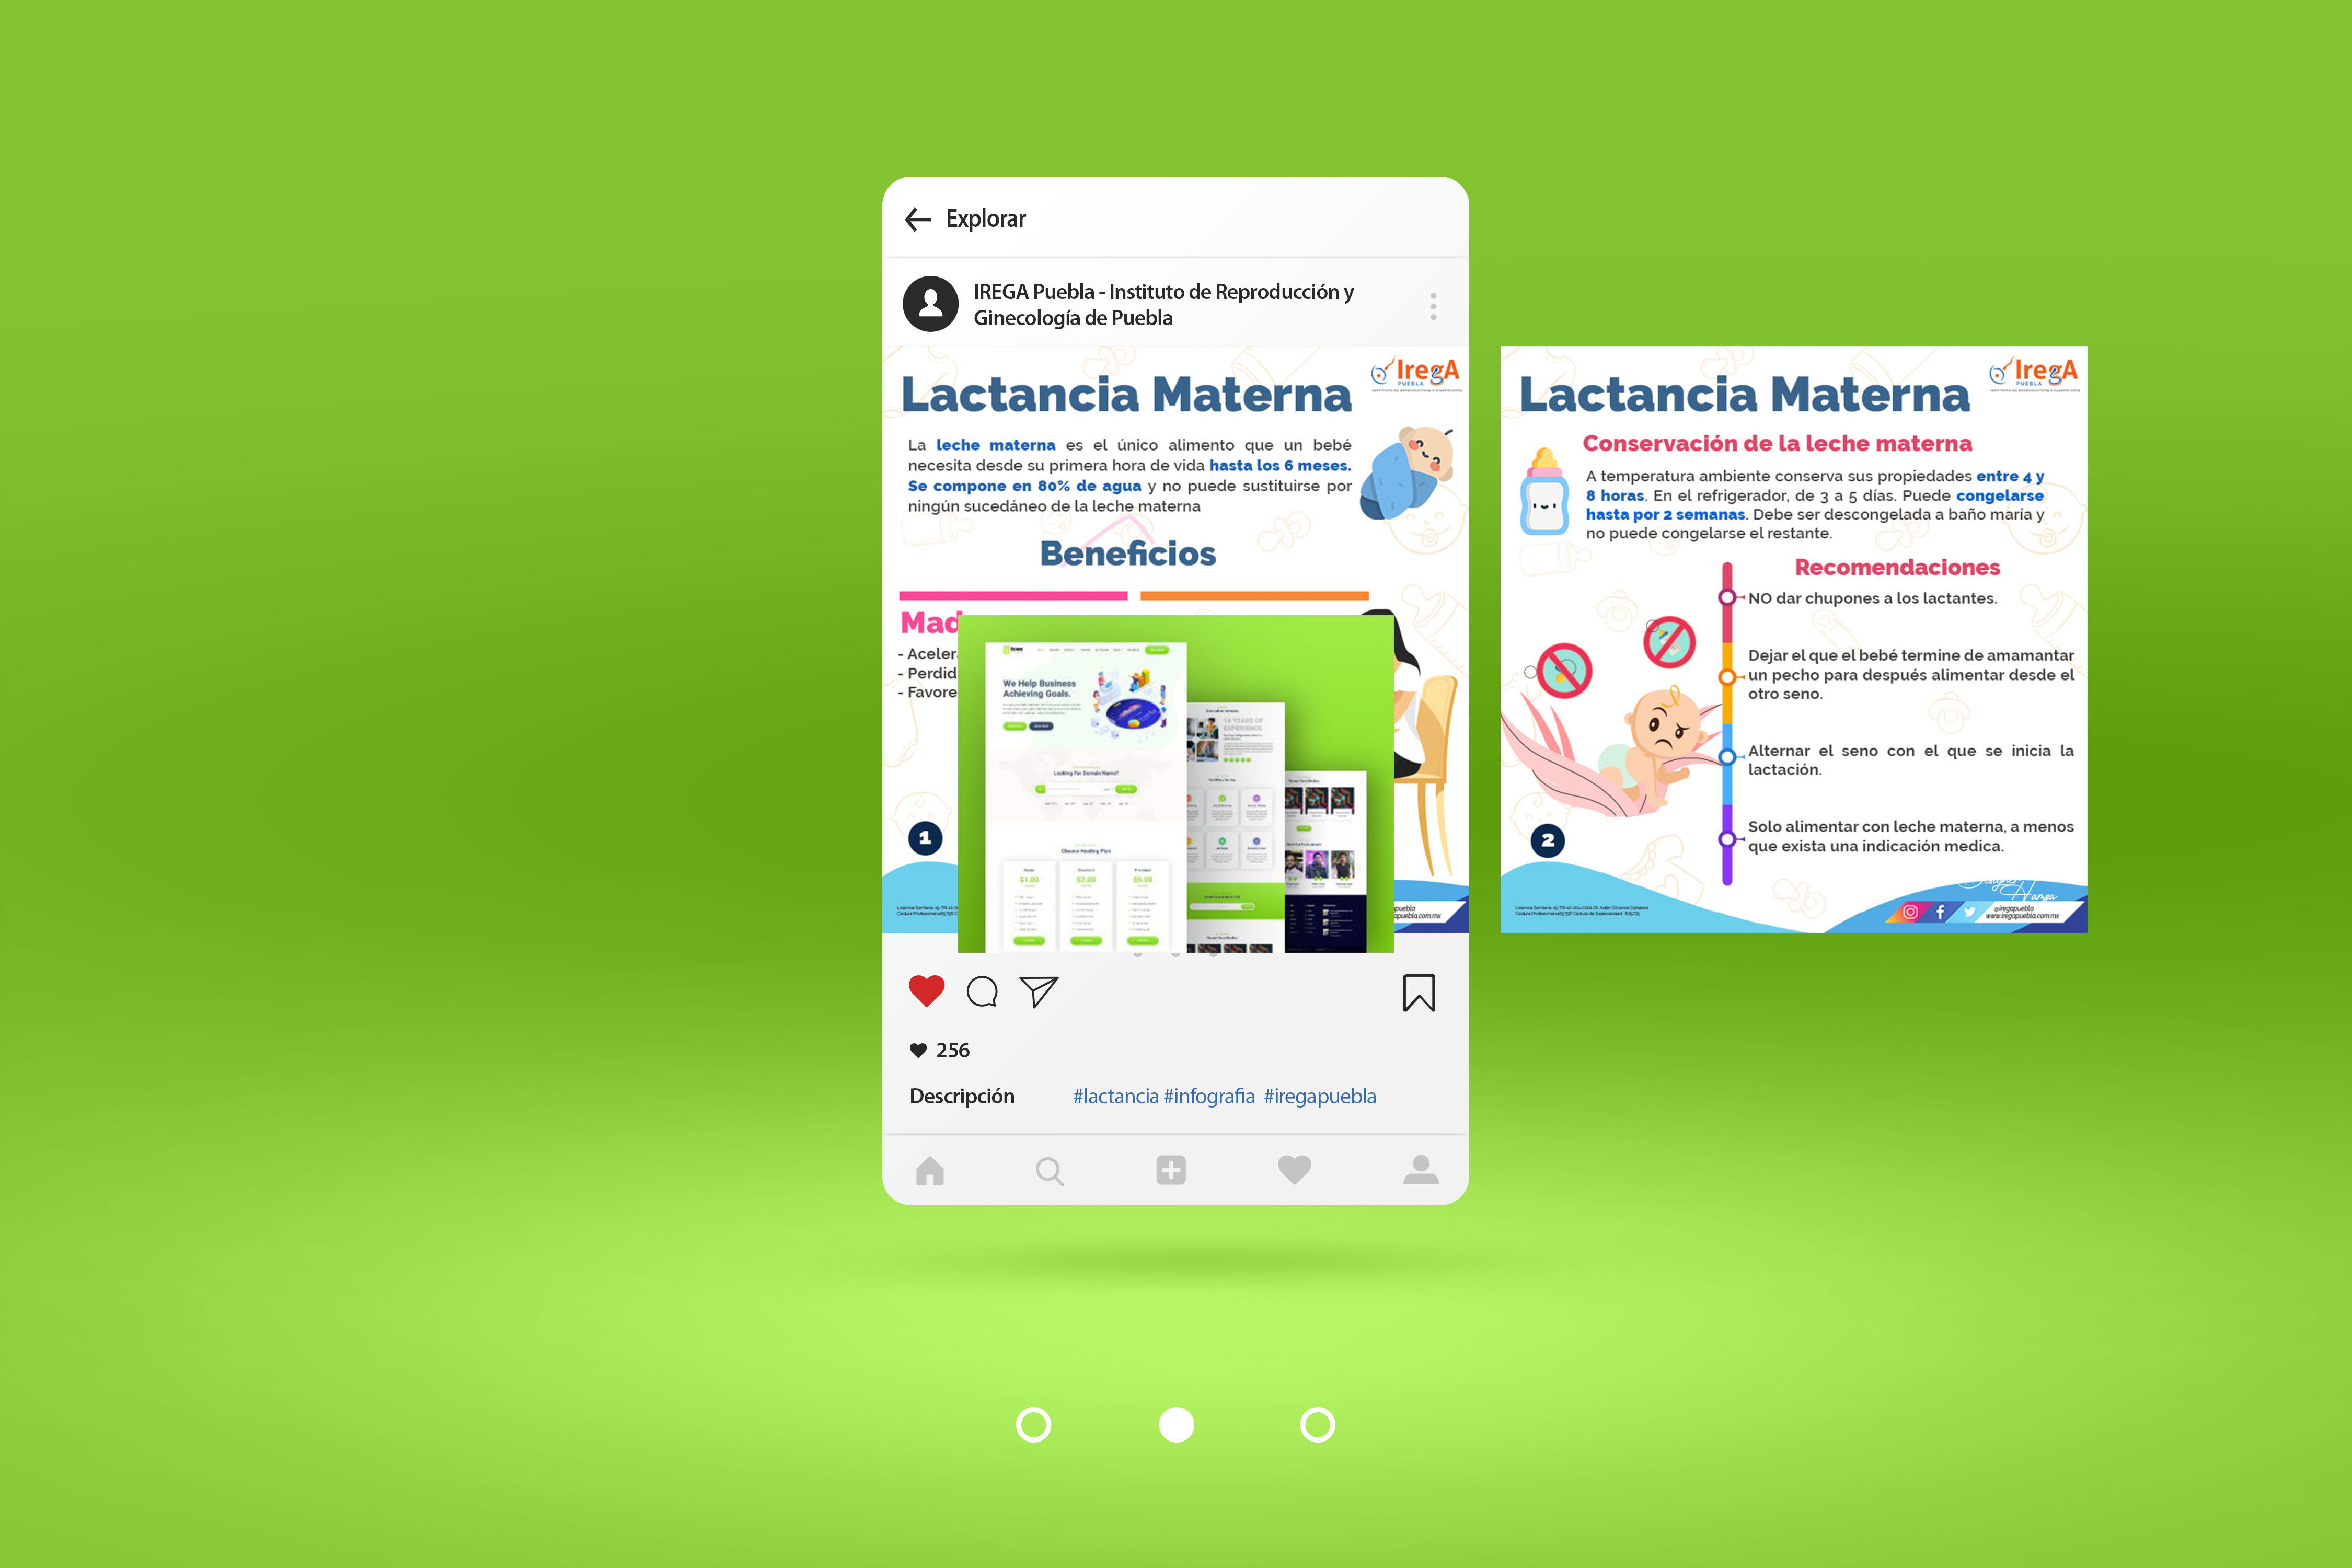 Explorar
IREGA Puebla - Instituto de Reproducción y
Ginecología de Puebla
Lactancia Materna
IregA
PUEBLA
La leche materna es el único alimento que un bebé
necesita desde su primera hora de vida hasta los 6 meses.
Se compone en 80% de agua y no puede sustituirse por
ningún sucedáneo de la leche materna
Beneficios
Mad
- Aceler
- Perdid
- Favore
We Help Business
Achieving Goals.
Looking For Domain Name?
Choose Hosting Plan
$1.00
$2.00
$5.00
14 YEARS OF
EXPERIENCE.
1
puebla
apuebla.com.mx
256
Descripción #lactancia #infografia #iregapuebla
Lactancia Materna
IregA
PUEBLA
Conservación de la leche materna
A temperatura ambiente conserva sus propiedades entre 4 y
8 horas. En el refrigerador, de 3 a 5 días. Puede congelarse
hasta por 2 semanas. Debe ser descongelada a baño maría y
no puede congelarse el restante.
Recomendaciones
NO dar chupones a los lactantes.
Dejar el que el bebé termine de amamantar
un pecho para después alimentar desde el
otro seno.
Alternar el seno con el que se inicia la
lactación.
Solo alimentar con leche materna, a menos
que exista una indicación medica.
2
@iregapuebla
www.iregapuebla.com.mx